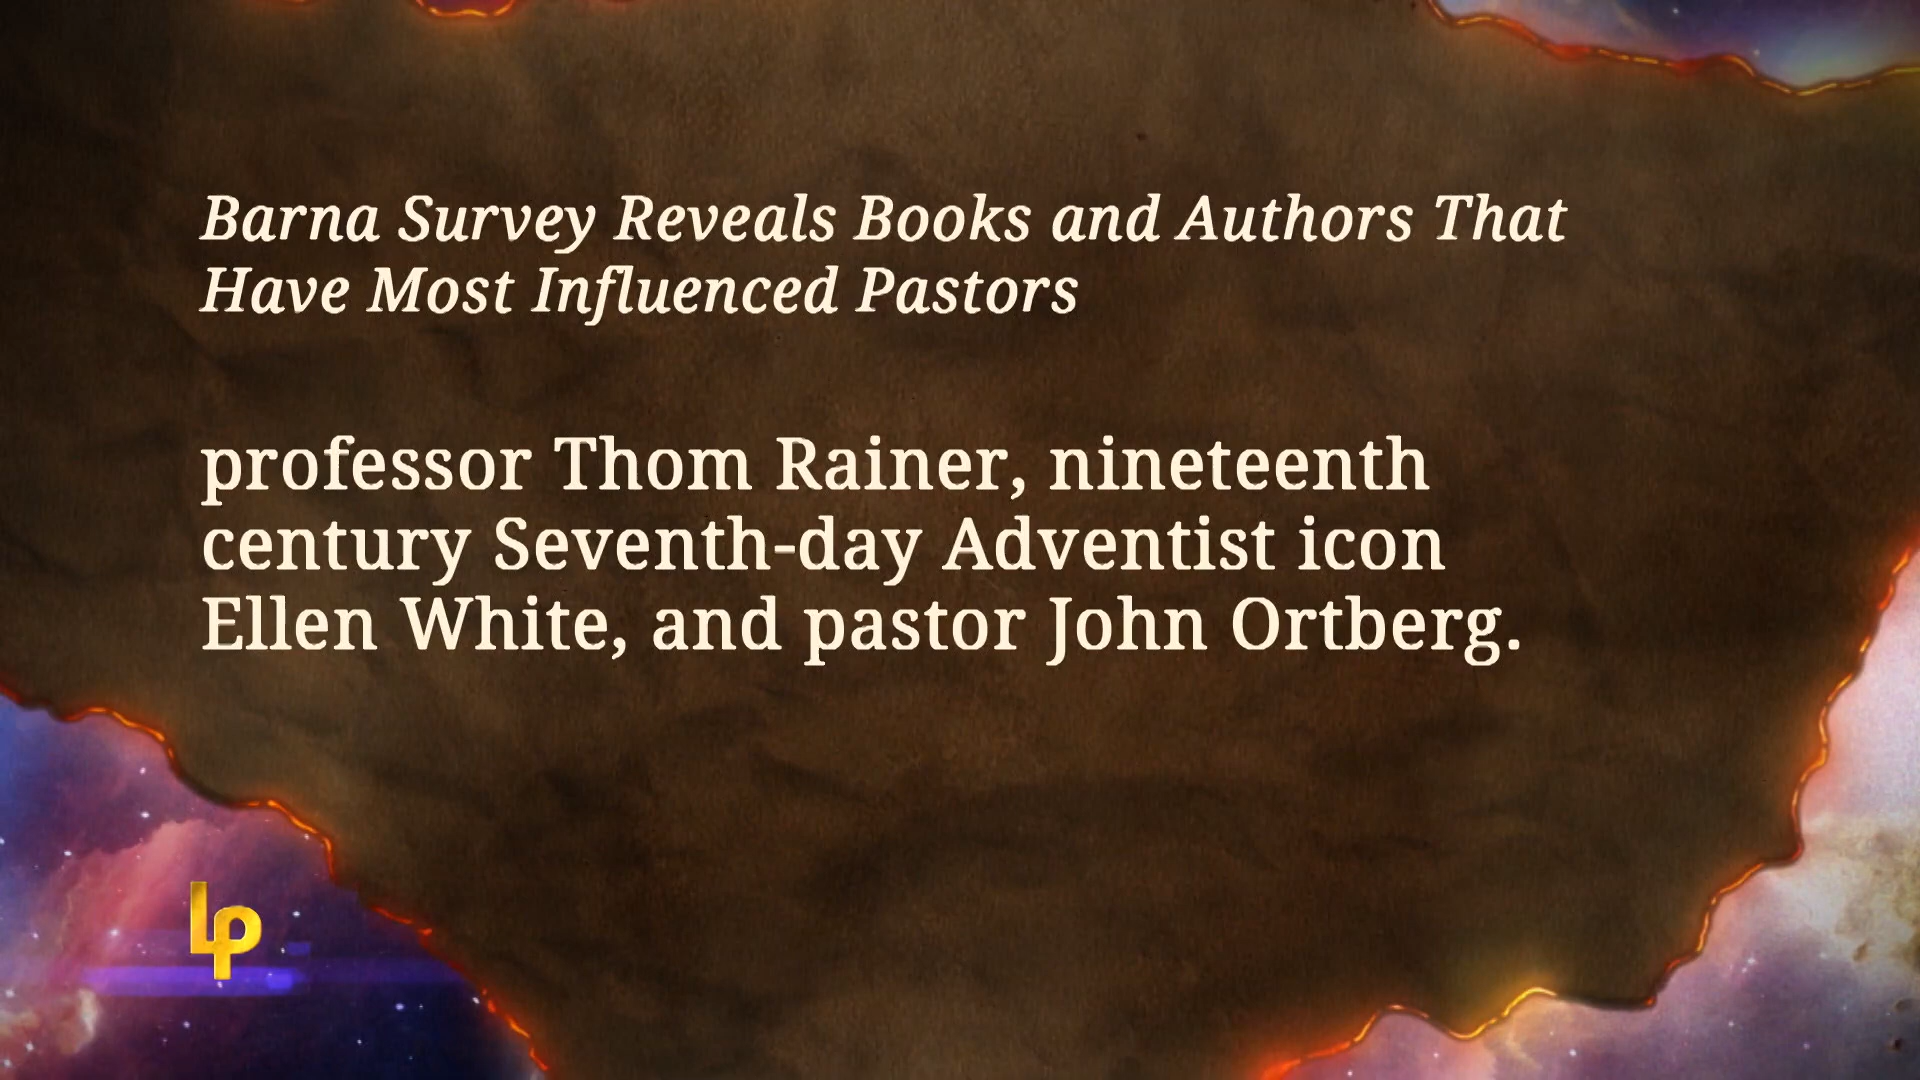 Barna Survey Reveals Books and Authors That
Have Most Influenced Pastors
professor Thom Rainer, nineteenth
century Seventh-day Adventist icon
Ellen White, and pastor John Ortberg.
Lp